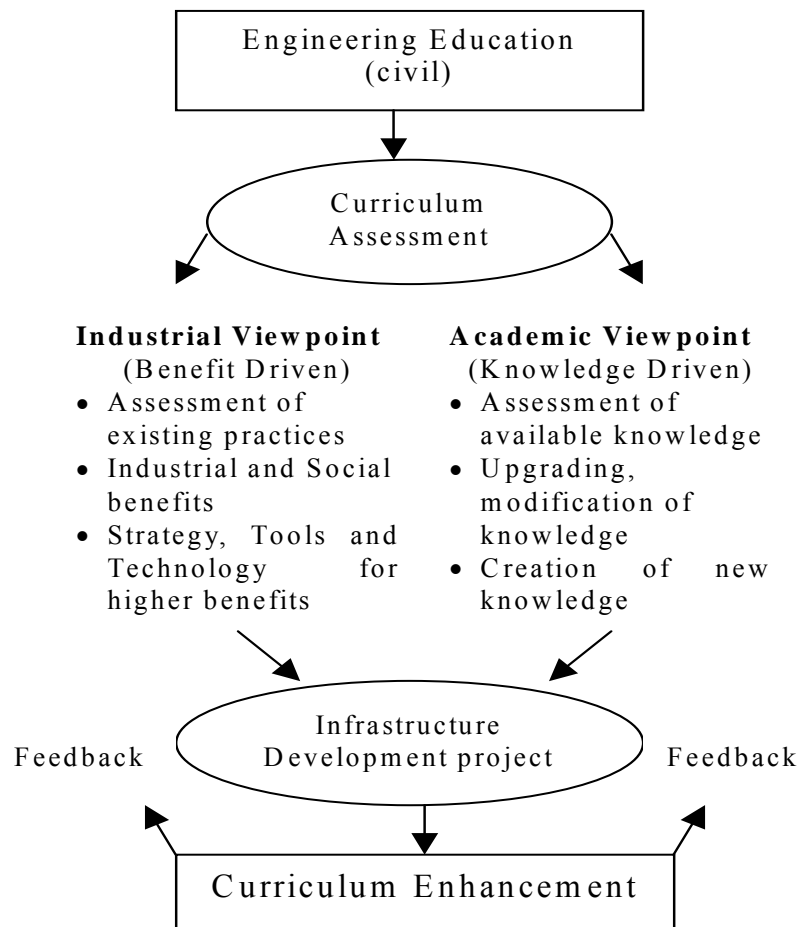 Engineering Education
(civil)
Curriculum
Assessment
Industrial Viewpoint
(Benefit Driven)
• Assessment of
existing practices
• Industrial and Social
benefits
• Strategy, Tools and
Technology for
higher benefits
Academic Viewpoint
(Knowledge Driven)
• Assessment of
available knowledge
• Upgrading,
modification of
knowledge
• Creation of new
knowledge
Infrastructure
Development project
Feedback
Feedback
Curriculum Enhancement